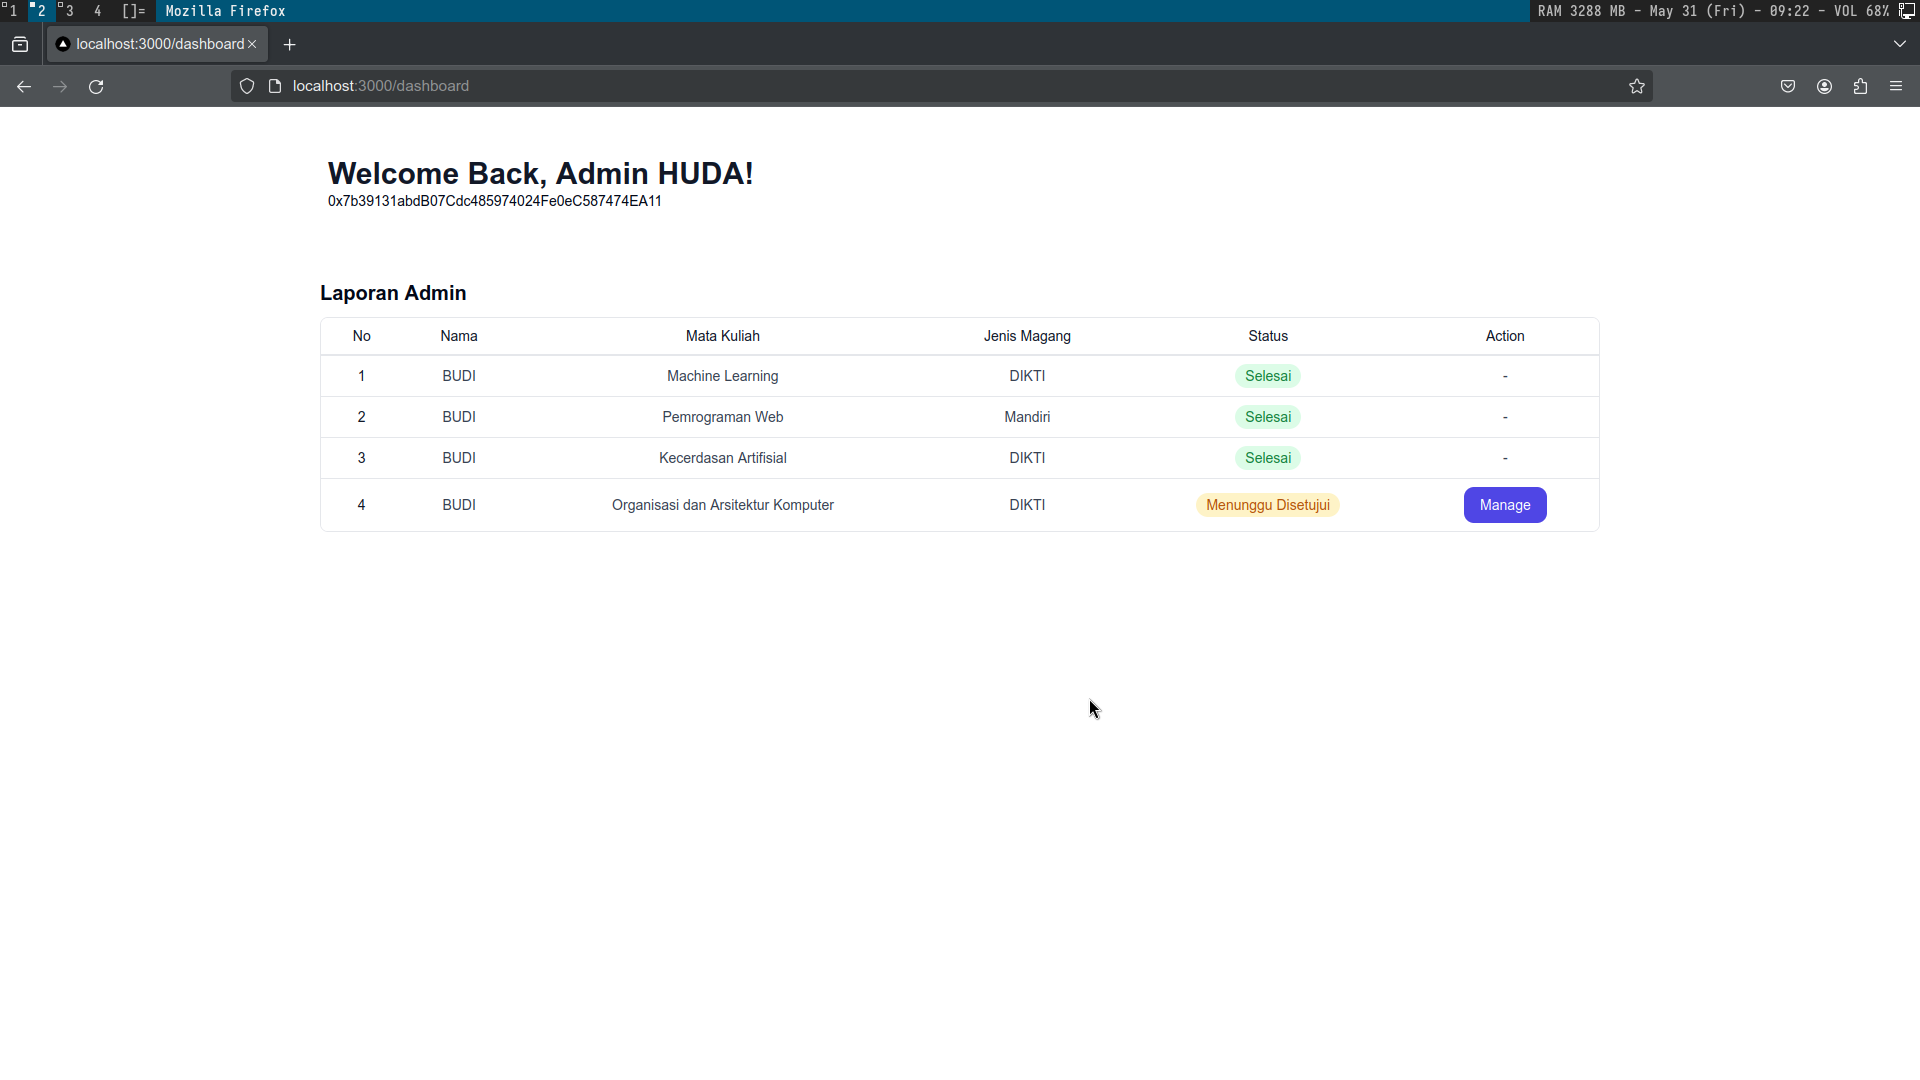 1 2 3 4 []= Mozilla Firefox RAM 3288 MB - May 31 (Fri) - 09:22 - VOL 68%
localhost:3000/dashboard
localhost:3000/dashboard
Welcome Back, Admin HUDA!
0x7b39131abdB07Cdc485974024Fe0eC587474EA11
Laporan Admin
No Nama Mata Kuliah Jenis Magang Status Action
1 BUDI Machine Learning DIKTI Selesai -
2 BUDI Pemrograman Web Mandiri Selesai -
3 BUDI Kecerdasan Artifisial DIKTI Selesai -
4 BUDI Organisasi dan Arsitektur Komputer DIKTI Menunggu Disetujui Manage